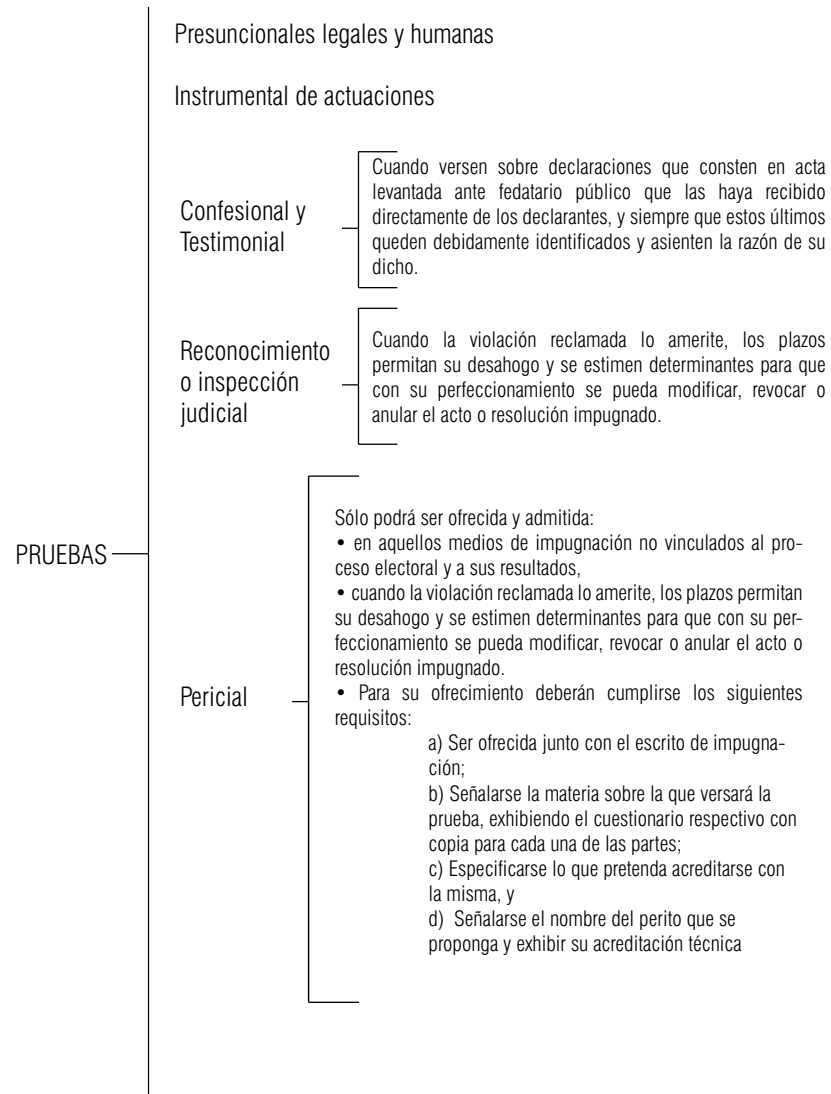 Presuncionales legales y humanas
Instrumental de actuaciones
Confesional y
Testimonial
Cuando versen sobre declaraciones que consten en acta
levantada ante fedatario público que las haya recibido
directamente de los declarantes, y siempre que estos últimos
queden debidamente identificados y asienten la razón de su
dicho.
Reconocimiento
o inspección
judicial
Cuando la violación reclamada lo amerite, los plazos
permitan su desahogo y se estimen determinantes para que
con su perfeccionamiento se pueda modificar, revocar o
anular el acto o resolución impugnado.
PRUEBAS
Pericial
Sólo podrá ser ofrecida y admitida:
• en aquellos medios de impugnación no vinculados al pro-
ceso electoral y a sus resultados,
• cuando la violación reclamada lo amerite, los plazos permitan
su desahogo y se estimen determinantes para que con su per-
feccionamiento se pueda modificar, revocar o anular el acto o
resolución impugnado.
• Para su ofrecimiento deberán cumplirse los siguientes
requisitos:
a) Ser ofrecida junto con el escrito de impugna-
ción;
b) Señalarse la materia sobre la que versará la
prueba, exhibiendo el cuestionario respectivo con
copia para cada una de las partes;
c) Especificarse lo que pretenda acreditarse con
la misma, y
d) Señalarse el nombre del perito que se
proponga y exhibir su acreditación técnica